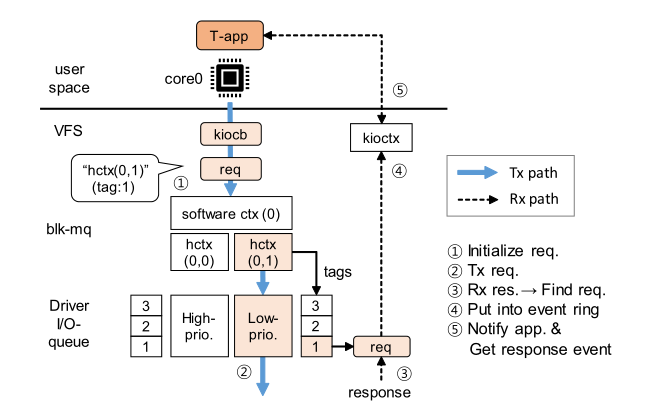 T-app
core0
user
space
⑤
VFS
kiocb
kioctx
"hctx(0,1)"
(tag:1)
①
req
④
Tx path
Rx path
software ctx (0)
blk-mq
hctx
(0,0)
hctx
(0,1)
tags
Driver
I/O-
queue
3
2
1
High-
prio.
Low-
prio.
3
2
1
req
②
③
response
① Initialize req.
② Tx req.
③ Rx res. → Find req.
④ Put into event ring
⑤ Notify app. &
Get response event